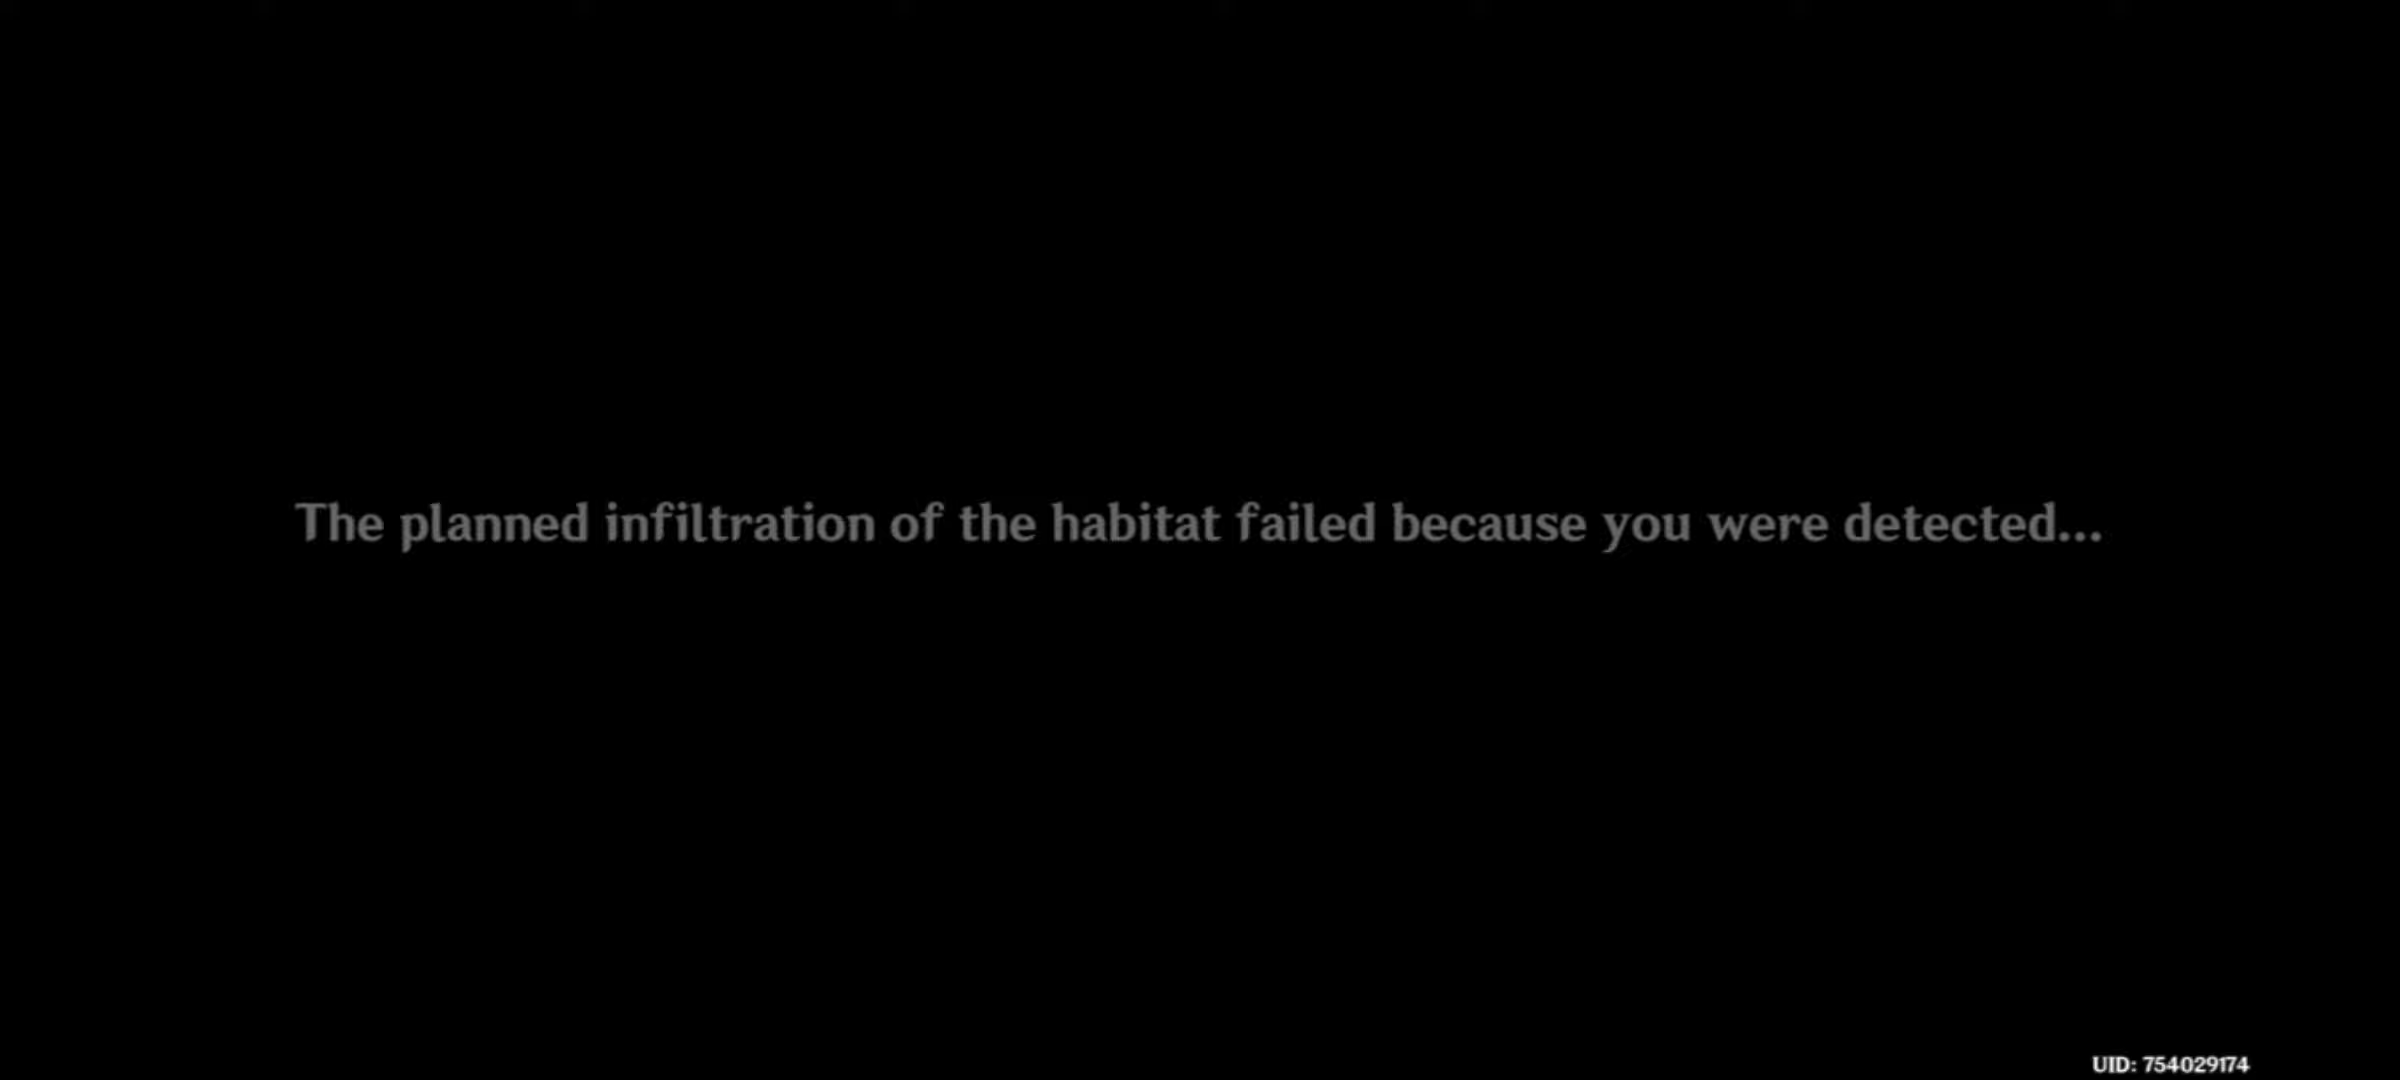 The planned infiltration of the habitat failed because you were detected...
UID: 754029174